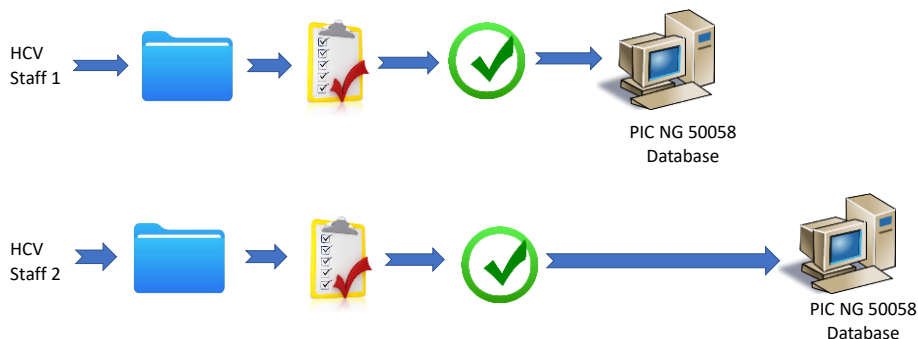 HCV
Staff 1
PIC NG 50058
Database
HCV
Staff 2
PIC NG 50058
Database